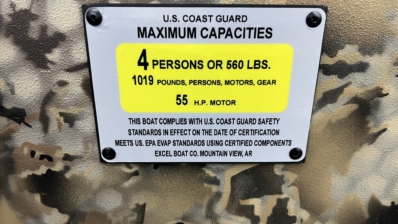 U.S. COAST GUARD
MAXIMUM CAPACITIES
4 PERSONS OR 560 LBS.
1019 POUNDS, PERSONS, MOTORS, GEAR
55 H.P. MOTOR
THIS BOAT COMPLIES WITH U.S. COAST GUARD SAFETY
STANDARDS IN EFFECT ON THE DATE OF CERTIFICATION
MEETS U.S. EPA EVAP STANDARDS USING CERTIFIED COMPONENTS
EXCEL BOAT CO. MOUNTAIN VIEW, AR